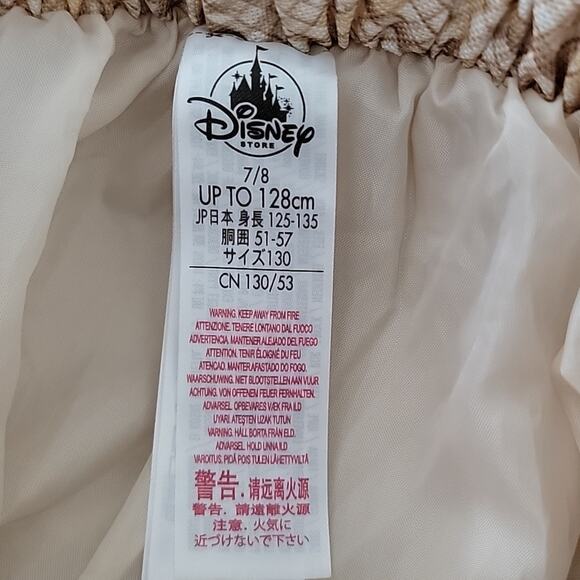 Disney
STORE
7/8
UP TO 128cm
JP日本 身長 125-135
胴囲 51-57
サイズ130
CN 130/53
WARNING. KEEP AWAY FROM FIRE
ATTENZIONE. TENERE LONTANO DAL FUOCO
ADVERTENCIA. MANTENER ALEJADO DEL FUEGO
ATTENTION. TENIR ÉLOIGNÉ DU FEU
ATENCAO. MANTER AFASTADO DO FOGO.
WAARSCHUWING. NIET BLOOTSTELLEN AAN VUUR
ACHTUNG. VON OFFENEM FEUER FERNHALTEN.
ADVARSEL. OPBEVARES VÆK FRA ILD
UYARI. ATEŞTEN UZAK TUTUN
VARNING. HÅLL BORTA FRÅN ELD.
ADVARSEL. HOLD UNNA ILD
VAROITUS. PIDÄ POIS TULEN LÄHETTYVILTÄ
警告.请远离火源
警告. 請遠離火源
注意. 火気に
近づけないで下さい